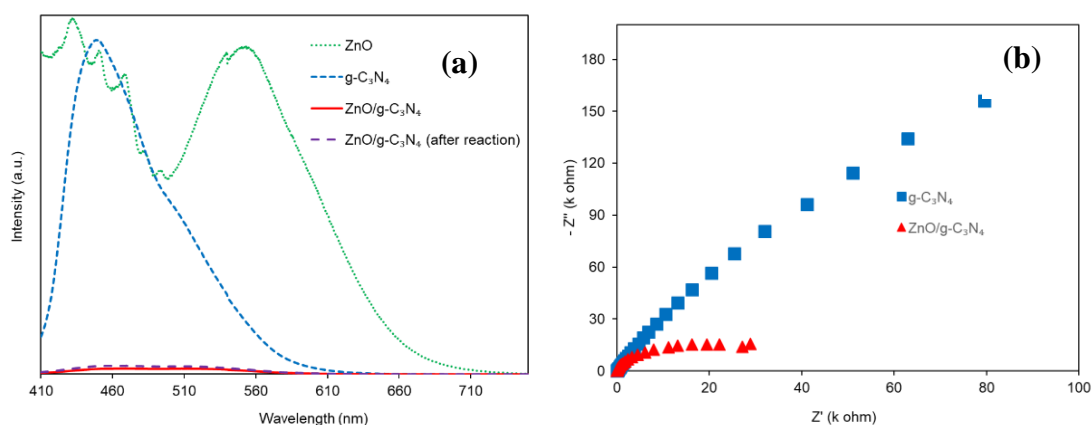 (a)
ZnO
g-C₃N₄
ZnO/g-C₃N₄
ZnO/g-C₃N₄ (after reaction)
Intensity (a.u.)
410 460 510 560 610 660 710
Wavelength (nm)
(b)
180
150
120
90
60
30
0
- Z'' (k ohm)
g-C₃N₄
ZnO/g-C₃N₄
0 20 40 60 80 100
Z' (k ohm)